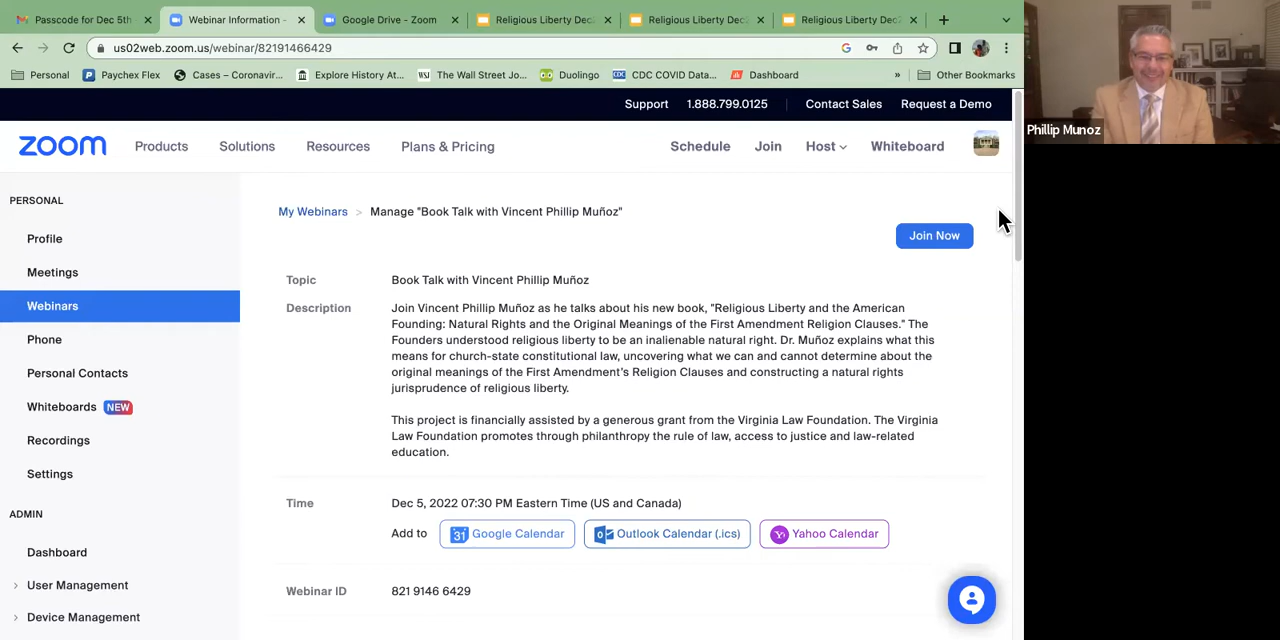 Passcode for Dec 5th
Webinar Information -
Google Drive - Zoom
Religious Liberty Dec
Religious Liberty Dec
Religious Liberty Dec
us02web.zoom.us/webinar/82191466429
Personal
Paychex Flex
Cases – Coronavir...
Explore History At...
The Wall Street Jo...
Duolingo
CDC COVID Data...
Dashboard
»
Other Bookmarks
Support
1.888.799.0125
Contact Sales
Request a Demo
zoom
Products
Solutions
Resources
Plans & Pricing
Schedule
Join
Host
Whiteboard
PERSONAL
Profile
Meetings
Webinars
Phone
Personal Contacts
Whiteboards NEW
Recordings
Settings
ADMIN
Dashboard
User Management
Device Management
My Webinars > Manage "Book Talk with Vincent Phillip Muñoz"
Join Now
Topic
Book Talk with Vincent Phillip Muñoz
Description
Join Vincent Phillip Muñoz as he talks about his new book, "Religious Liberty and the American
Founding: Natural Rights and the Original Meanings of the First Amendment Religion Clauses." The
Founders understood religious liberty to be an inalienable natural right. Dr. Muñoz explains what this
means for church-state constitutional law, uncovering what we can and cannot determine about the
original meanings of the First Amendment's Religion Clauses and constructing a natural rights
jurisprudence of religious liberty.
This project is financially assisted by a generous grant from the Virginia Law Foundation. The Virginia
Law Foundation promotes through philanthropy the rule of law, access to justice and law-related
education.
Time
Dec 5, 2022 07:30 PM Eastern Time (US and Canada)
Add to
31 Google Calendar
Outlook Calendar (.ics)
Yahoo Calendar
Webinar ID
821 9146 6429
Phillip Munoz